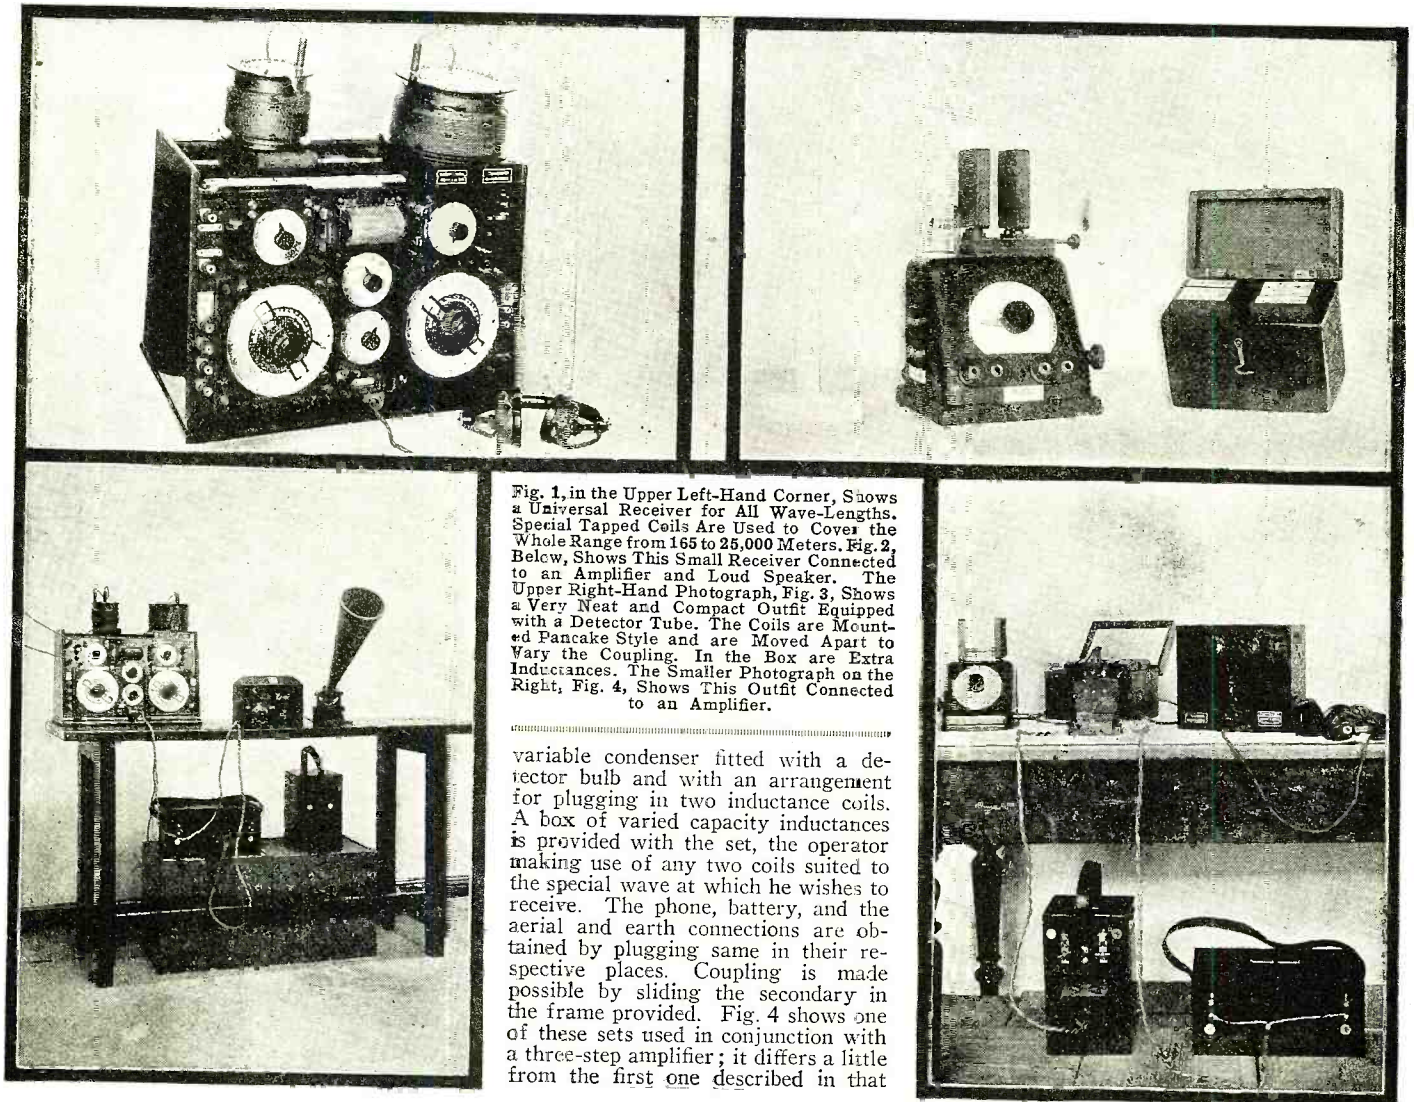 Fig. 1, in the Upper Left-Hand Corner, Shows
a Universal Receiver for All Wave-Lengths.
Special Tapped Coils Are Used to Cover the
Whole Range from 165 to 25,000 Meters. Fig. 2,
Below, Shows This Small Receiver Connected
to an Amplifier and Loud Speaker. The
Upper Right-Hand Photograph, Fig. 3, Shows
a Very Neat and Compact Outfit Equipped
with a Detector Tube. The Coils are Mount-
ed Pancake Style and are Moved Apart to
Vary the Coupling. In the Box are Extra
Inductances. The Smaller Photograph on the
Right, Fig. 4, Shows This Outfit Connected
to an Amplifier.
variable condenser fitted with a de-
tector bulb and with an arrangement
for plugging in two inductance coils.
A box of varied capacity inductances
is provided with the set, the operator
making use of any two coils suited to
the special wave at which he wishes to
receive. The phone, battery, and the
aerial and earth connections are ob-
tained by plugging same in their re-
spective places. Coupling is made
possible by sliding the secondary in
the frame provided. Fig. 4 shows one
of these sets used in conjunction with
a three-step amplifier; it differs a little
from the first one described in that